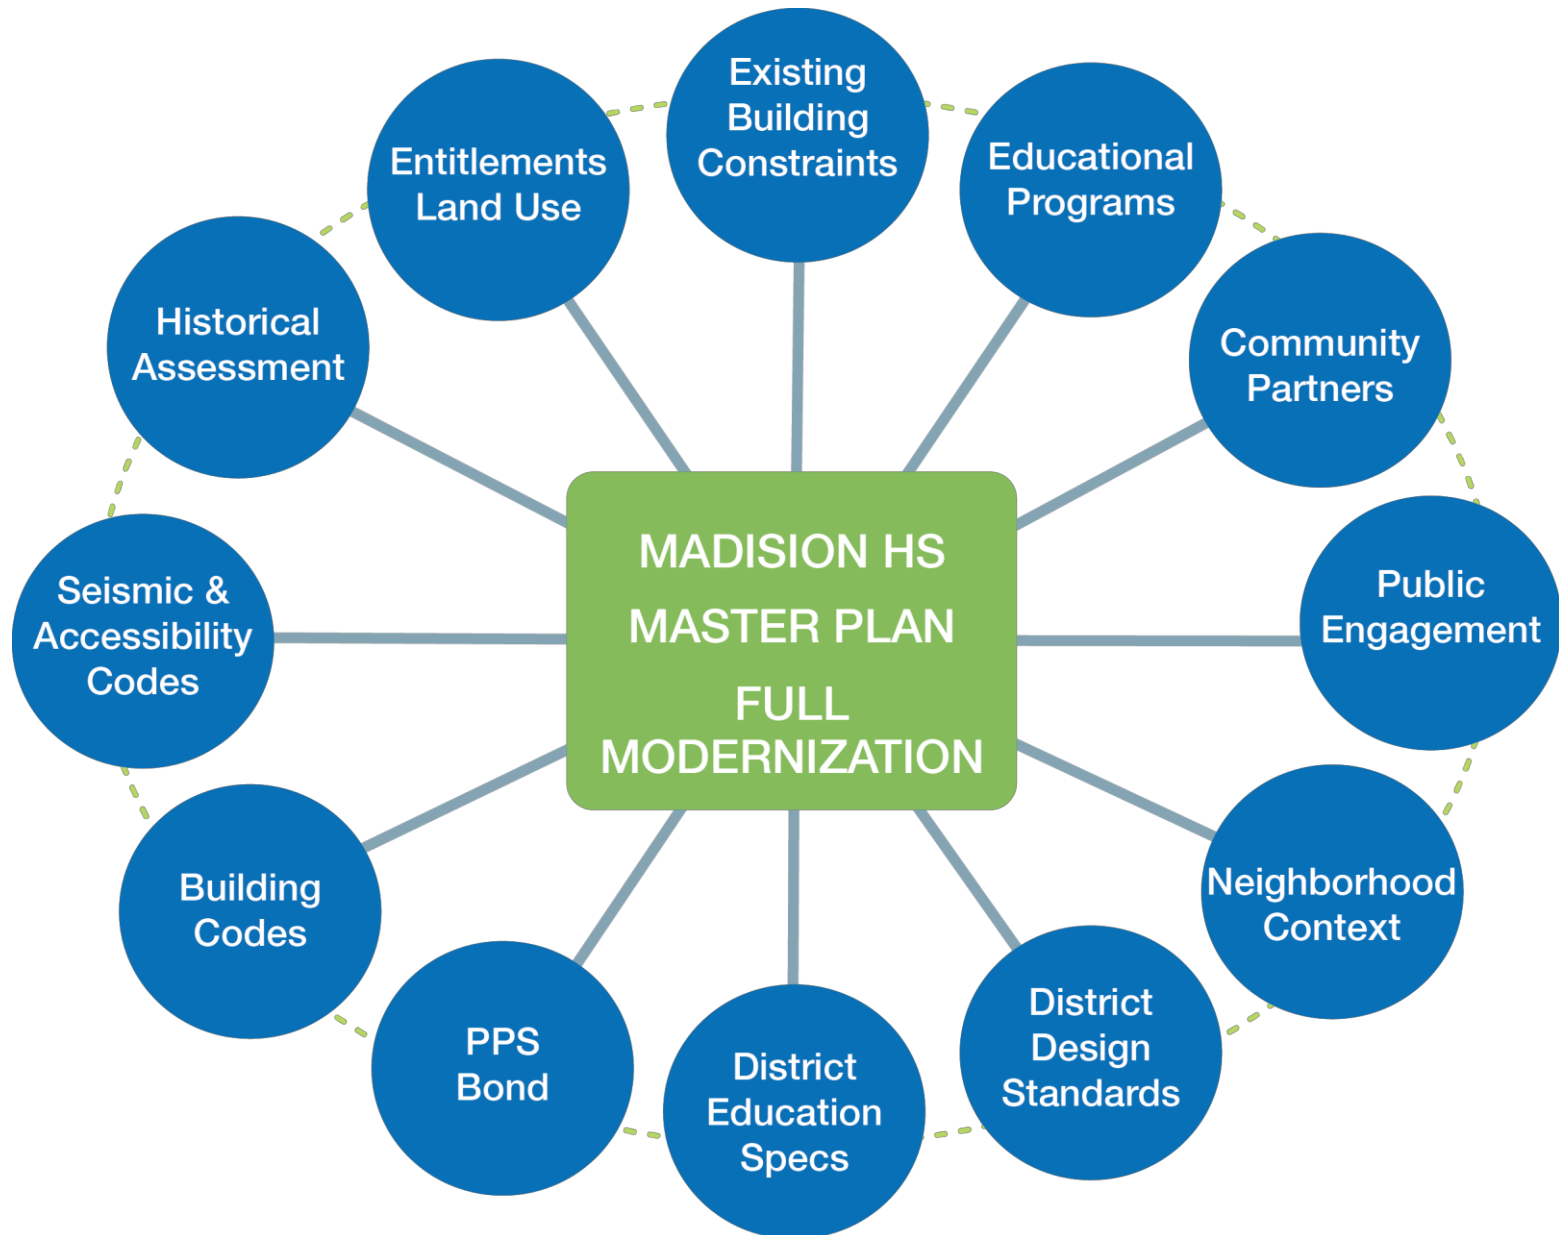 Existing
Building
Constraints
Educational
Programs
Community
Partners
Public
Engagement
Neighborhood
Context
District
Design
Standards
District
Education
Specs
PPS
Bond
Building
Codes
Seismic &
Accessibility
Codes
Historical
Assessment
Entitlements
Land Use
MADISION HS
MASTER PLAN
FULL
MODERNIZATION